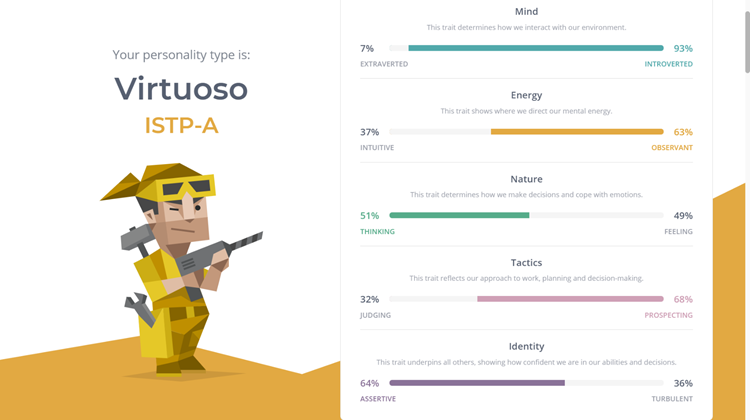 Your personality type is:
Virtuoso
ISTP-A
Mind
This trait determines how we interact with our environment.
7% 93%
EXTRAVERTED INTROVERTED
Energy
This trait shows where we direct our mental energy.
37% 63%
INTUITIVE OBSERVANT
Nature
This trait determines how we make decisions and cope with emotions.
51% 49%
THINKING FEELING
Tactics
This trait reflects our approach to work, planning and decision-making.
32% 68%
JUDGING PROSPECTING
Identity
This trait underpins all others, showing how confident we are in our abilities and decisions.
64% 36%
ASSERTIVE TURBULENT